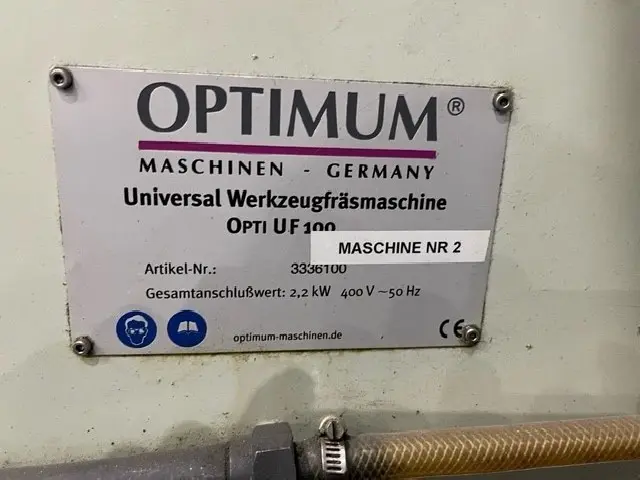 OPTIMUM®
MASCHINEN - GERMANY
Universal Werkzeugfräsmaschine
OPTI UF 100
MASCHINE NR 2
Artikel-Nr.: 3336100
Gesamtanschlußwert: 2,2 kW 400 V ~50 Hz
optimum-maschinen.de CE